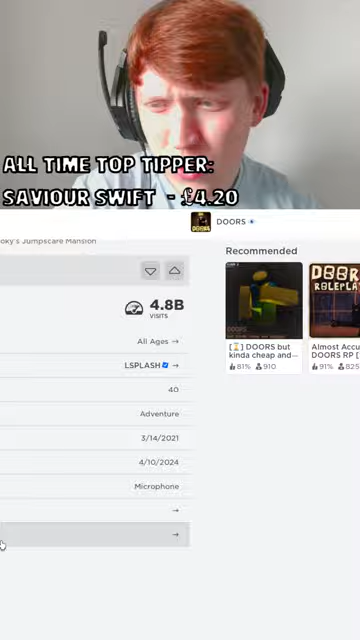 ALL TIME TOP TIPPER:
SAVIOUR SWIFT - £4.20
DOORS
oky's Jumpscare Mansion
Recommended
4.8B
VISITS
All Ages →
LSPLASH →
40
Adventure
3/14/2021
4/10/2024
Microphone
→
→
DOORS
[⌛] DOORS but
kinda cheap and...
81% 910
DOOR
ROLEPLAY
Almost Accu
DOORS RP [
91% 825